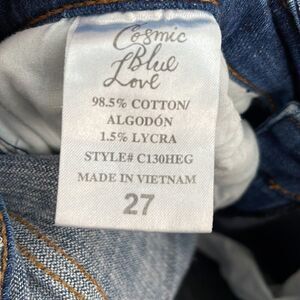 Cosmic
Blue
Love
98.5% COTTON/
ALGODÓN
1.5% LYCRA
STYLE# C130HEG
MADE IN VIETNAM
27